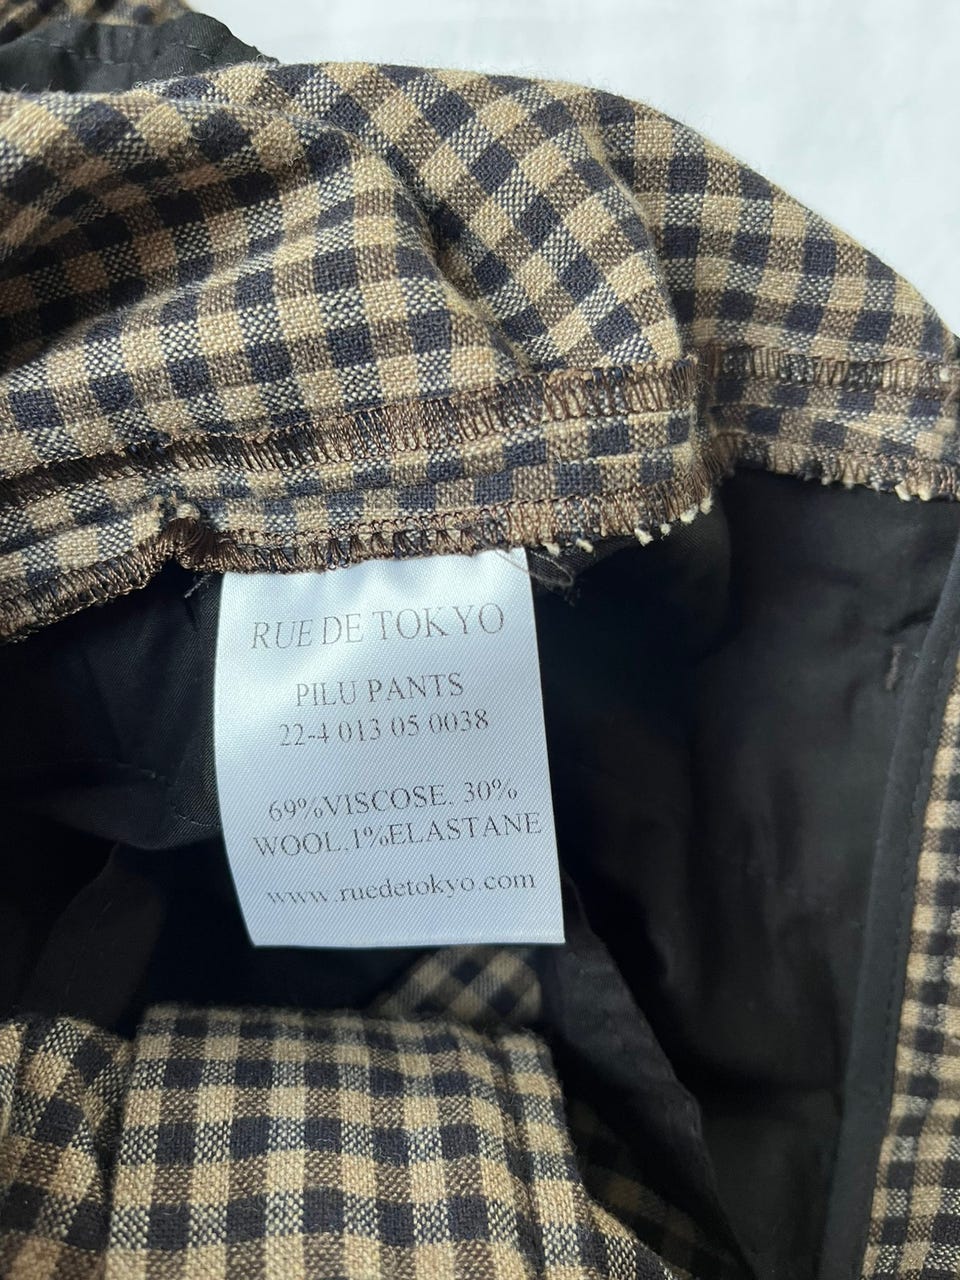 RUE DE TOKYO
PILU PANTS
22-4 013 05 0038
69%VISCOSE. 30%
WOOL.1%ELASTANE
www.ruedetokyo.com